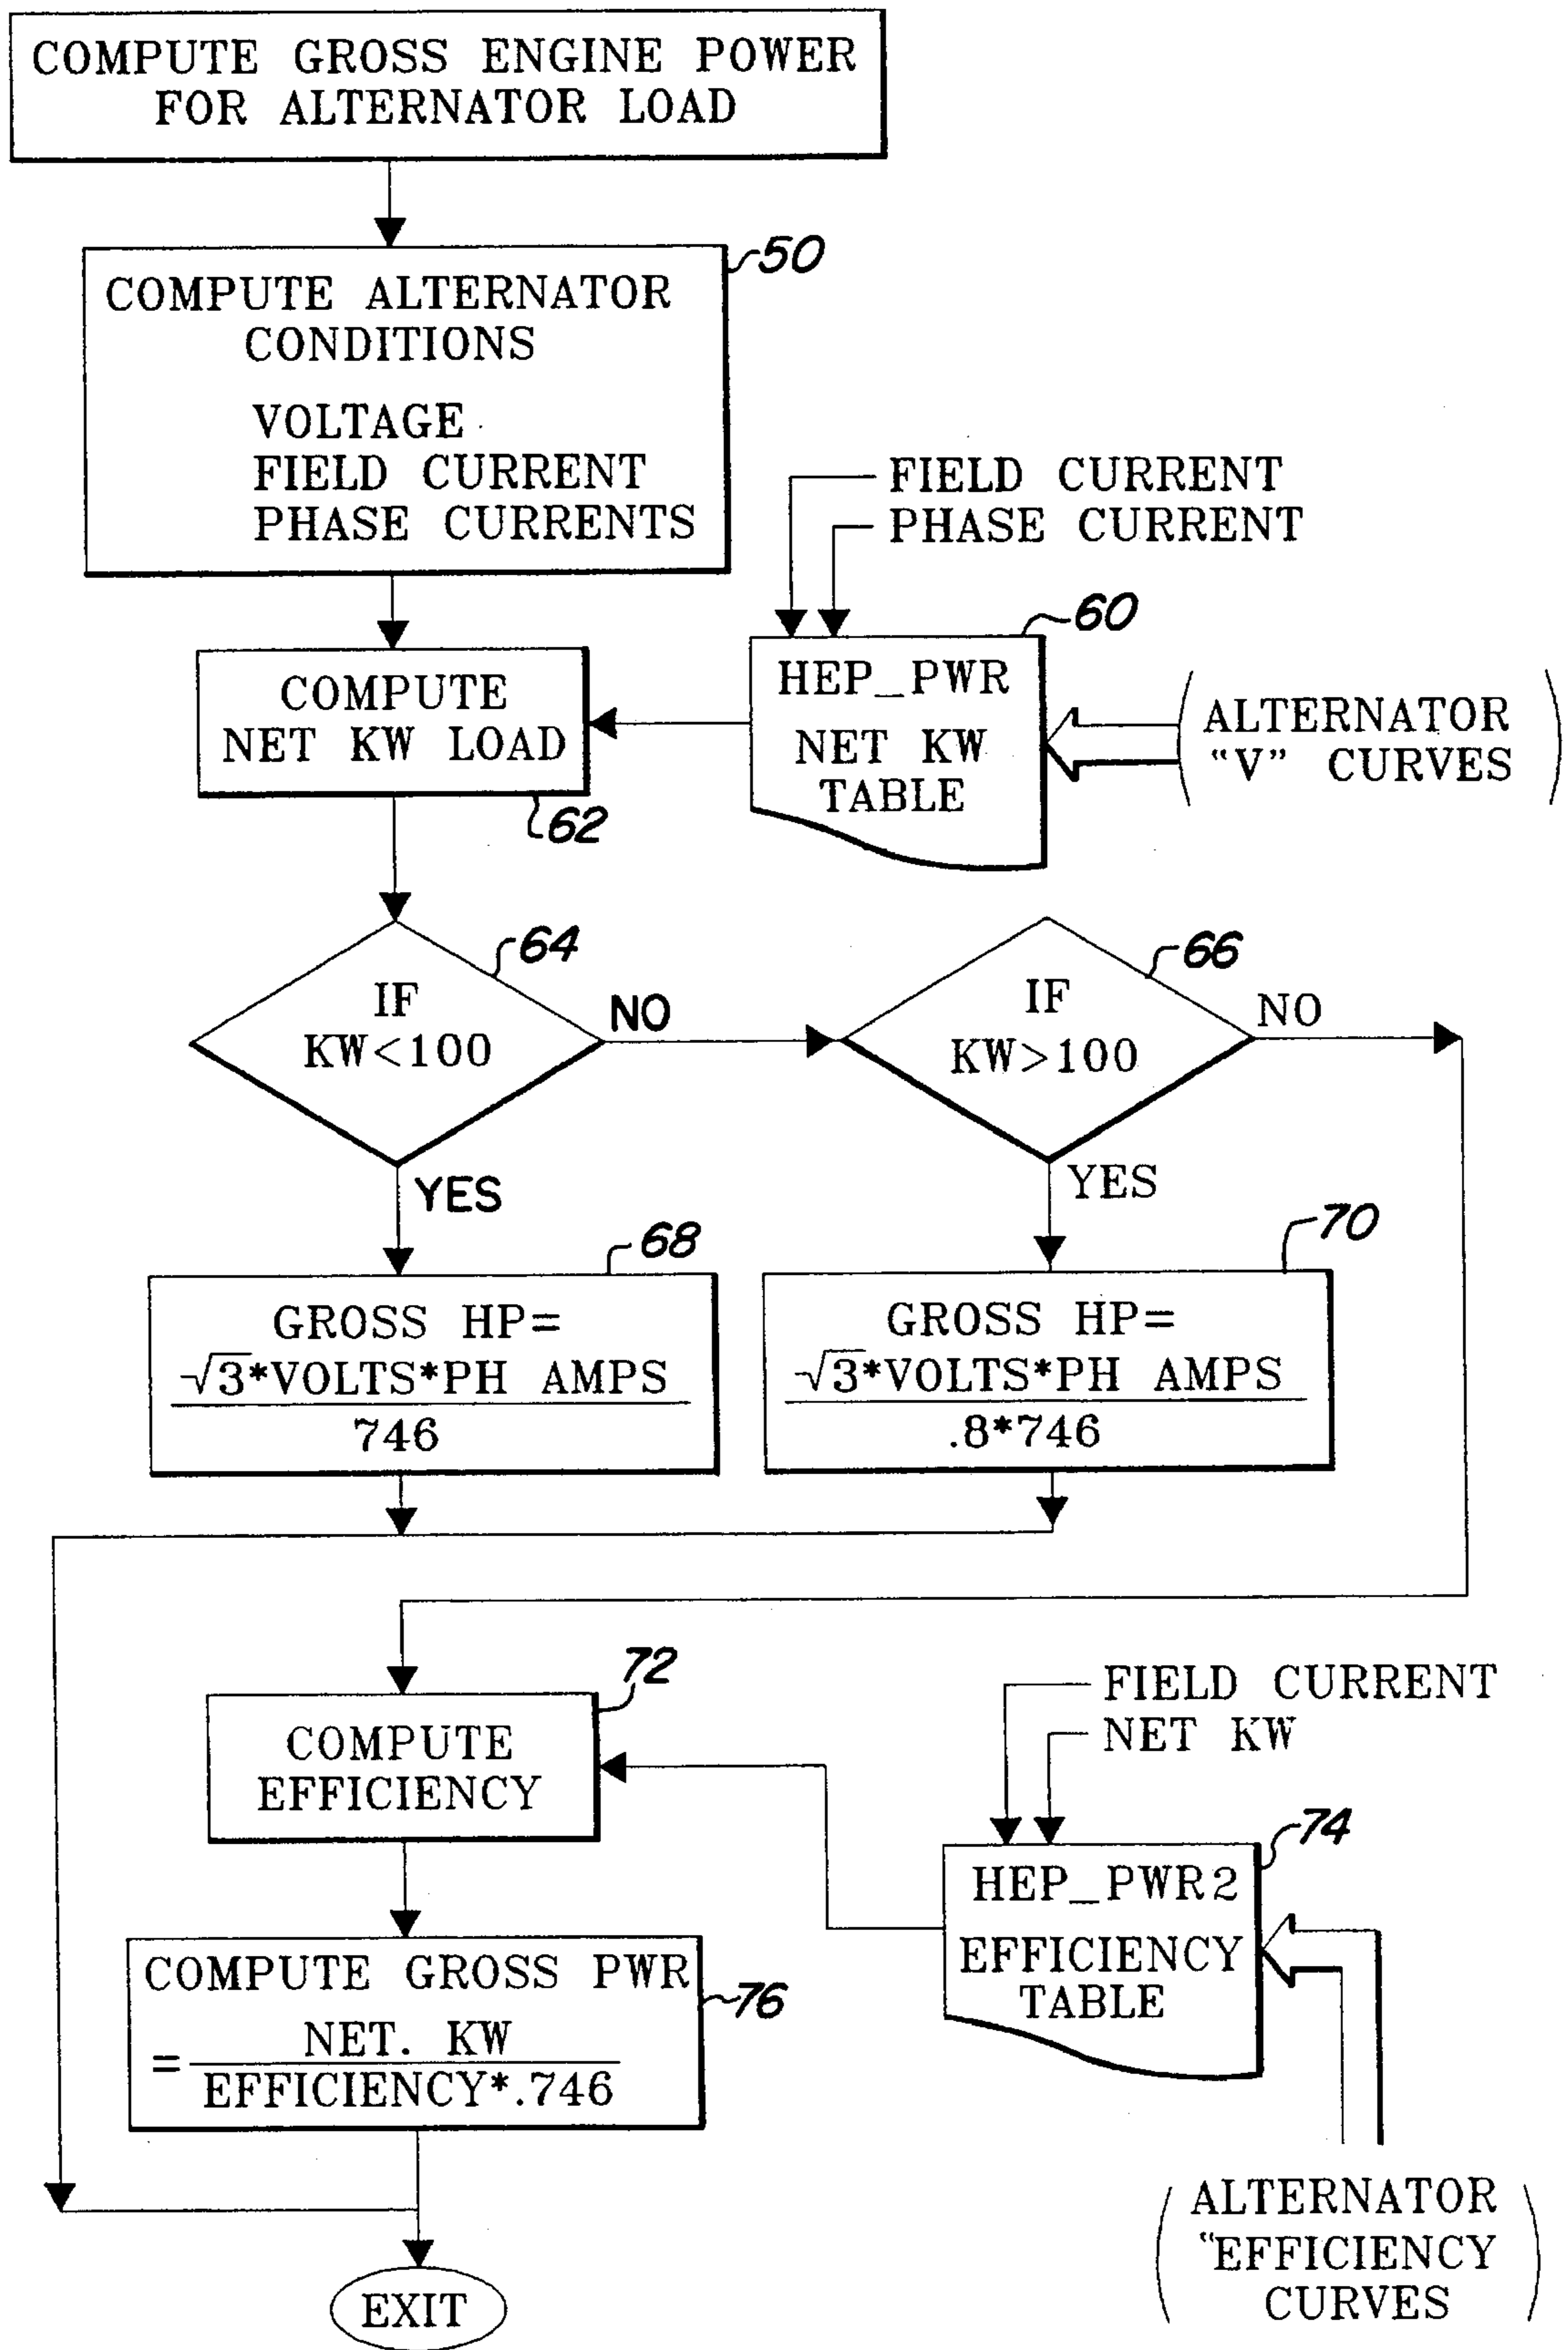 COMPUTE GROSS ENGINE POWER
FOR ALTERNATOR LOAD
50
COMPUTE ALTERNATOR
CONDITIONS
VOLTAGE
FIELD CURRENT
PHASE CURRENTS
FIELD CURRENT
PHASE CURRENT
60
HEP_PWR
NET KW
TABLE
ALTERNATOR
"V" CURVES
COMPUTE
NET KW LOAD
62
64
IF
KW<100
NO
YES
66
IF
KW>100
NO
YES
68
GROSS HP=
√3*VOLTS*PH AMPS
746
70
GROSS HP=
√3*VOLTS*PH AMPS
.8*746
72
COMPUTE
EFFICIENCY
FIELD CURRENT
NET KW
74
HEP_PWR2
EFFICIENCY
TABLE
COMPUTE GROSS PWR
= NET. KW
EFFICIENCY*.746
76
ALTERNATOR
"EFFICIENCY
CURVES
EXIT